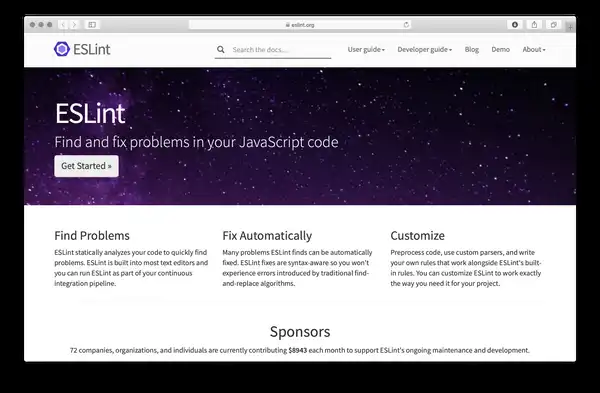 eslint.org
ESLint
Search the docs...
User guide
Developer guide
Blog
Demo
About
ESLint
Find and fix problems in your JavaScript code
Get Started »
Find Problems
ESLint statically analyzes your code to quickly find
problems. ESLint is built into most text editors and
you can run ESLint as part of your continuous
integration pipeline.
Fix Automatically
Many problems ESLint finds can be automatically
fixed. ESLint fixes are syntax-aware so you won't
experience errors introduced by traditional find-
and-replace algorithms.
Customize
Preprocess code, use custom parsers, and write
your own rules that work alongside ESLint's built-
in rules. You can customize ESLint to work exactly
the way you need it for your project.
Sponsors
72 companies, organizations, and individuals are currently contributing $8943 each month to support ESLint's ongoing maintenance and development.